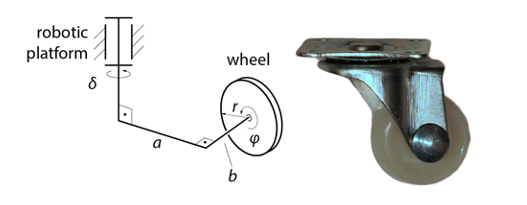 robotic
platform
δ
wheel
r
φ
a
b